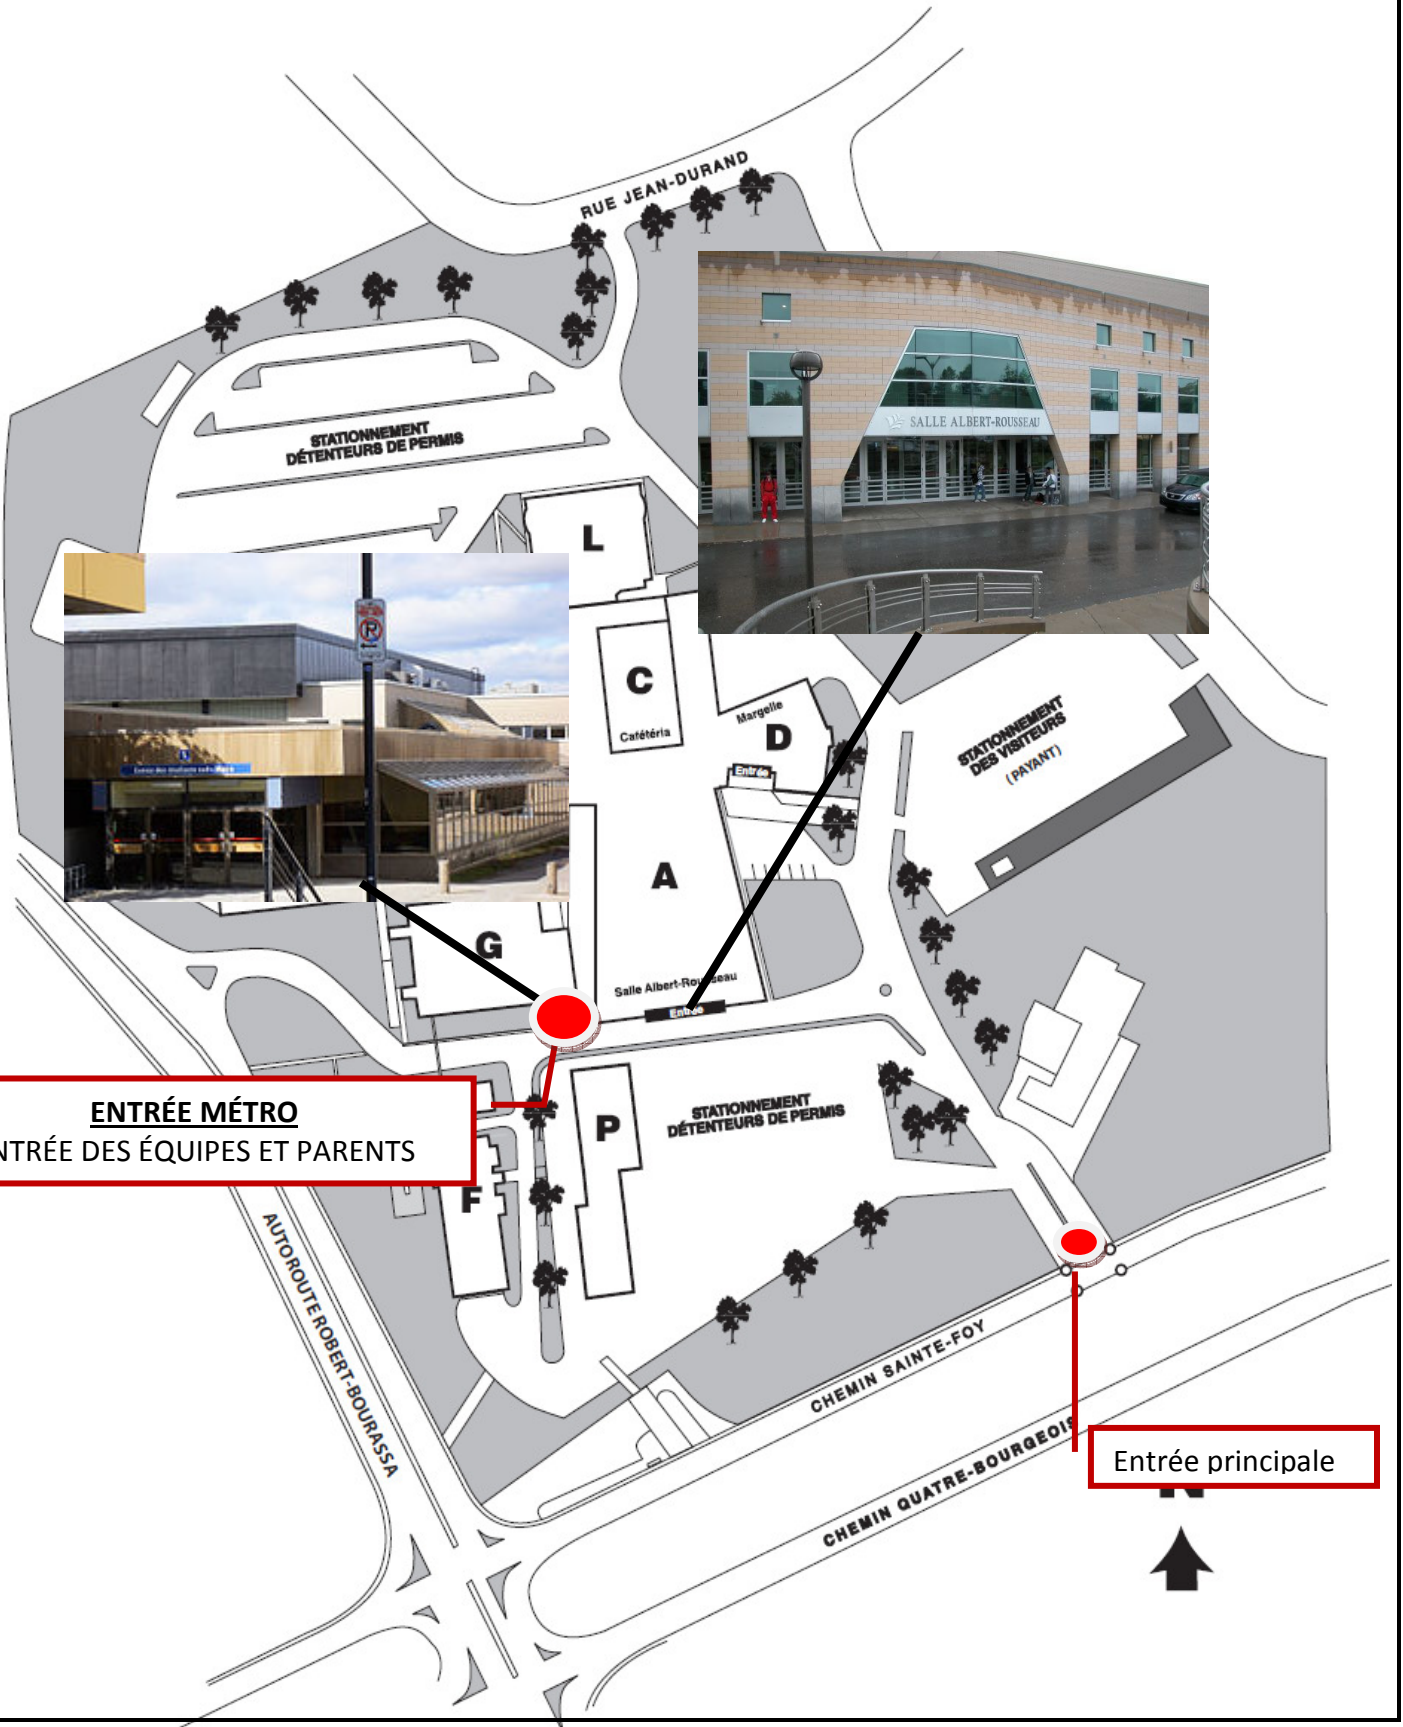 RUE JEAN-DURAND
SALLE ALBERT-ROUSSEAU
STATIONNEMENT
DÉTENTEURS DE PERMIS
L
P
C
Cafétéria
Margelle
D
Entrée
STATIONNEMENT
DES VISITEURS
(PAYANT)
A
G
Salle Albert-Rousseau
Entrée
ENTRÉE MÉTRO
NTRÉE DES ÉQUIPES ET PARENTS
P
STATIONNEMENT
DÉTENTEURS DE PERMIS
F
AUTOROUTE ROBERT-BOURASSA
CHEMIN SAINTE-FOY
CHEMIN QUATRE-BOURGEOIS
Entrée principale
N